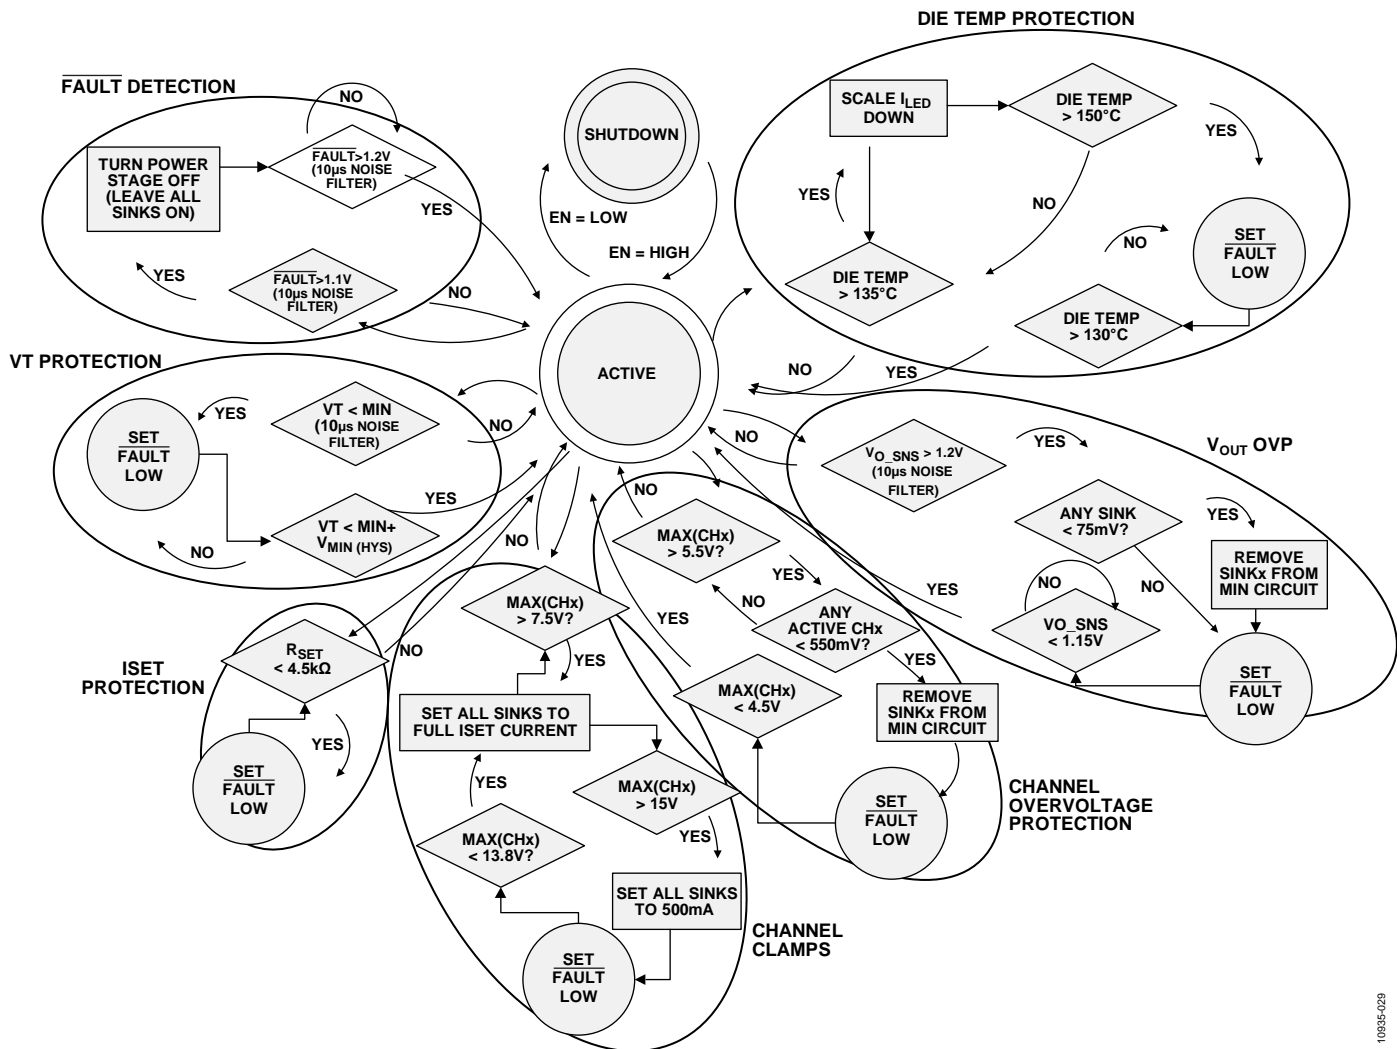 DIE TEMP PROTECTION
SCALE ILED
DOWN
DIE TEMP
> 150°C
YES
YES
NO
NO
SET
FAULT
LOW
DIE TEMP
> 135°C
DIE TEMP
> 130°C
NO
YES
FAULT DETECTION
NO
TURN POWER
STAGE OFF
(LEAVE ALL
SINKS ON)
FAULT>1.2V
(10µs NOISE
FILTER)
YES
YES
FAULT>1.1V
(10µs NOISE
FILTER)
NO
SHUTDOWN
EN = LOW
EN = HIGH
ACTIVE
VT PROTECTION
YES
VT < MIN
(10µs NOISE
FILTER)
NO
SET
FAULT
LOW
YES
VT < MIN+
VMIN (HYS)
NO
NO
VO_SNS > 1.2V
(10µs NOISE
FILTER)
YES
VOUT OVP
ANY SINK
< 75mV?
YES
NO
REMOVE
SINKx FROM
MIN CIRCUIT
NO
VO_SNS
< 1.15V
YES
SET
FAULT
LOW
ISET
PROTECTION
RSET
< 4.5kΩ
NO
YES
SET
FAULT
LOW
NO
MAX(CHx)
> 7.5V?
YES
SET ALL SINKS TO
FULL ISET CURRENT
YES
MAX(CHx)
> 15V
MAX(CHx)
< 13.8V?
YES
SET ALL SINKS
TO 500mA
SET
FAULT
LOW
CHANNEL
CLAMPS
NO
MAX(CHx)
> 5.5V?
YES
NO
ANY
ACTIVE CHx
< 550mV?
YES
YES
MAX(CHx)
< 4.5V
REMOVE
SINKx FROM
MIN CIRCUIT
SET
FAULT
LOW
CHANNEL
OVERVOLTAGE
PROTECTION
10935-029